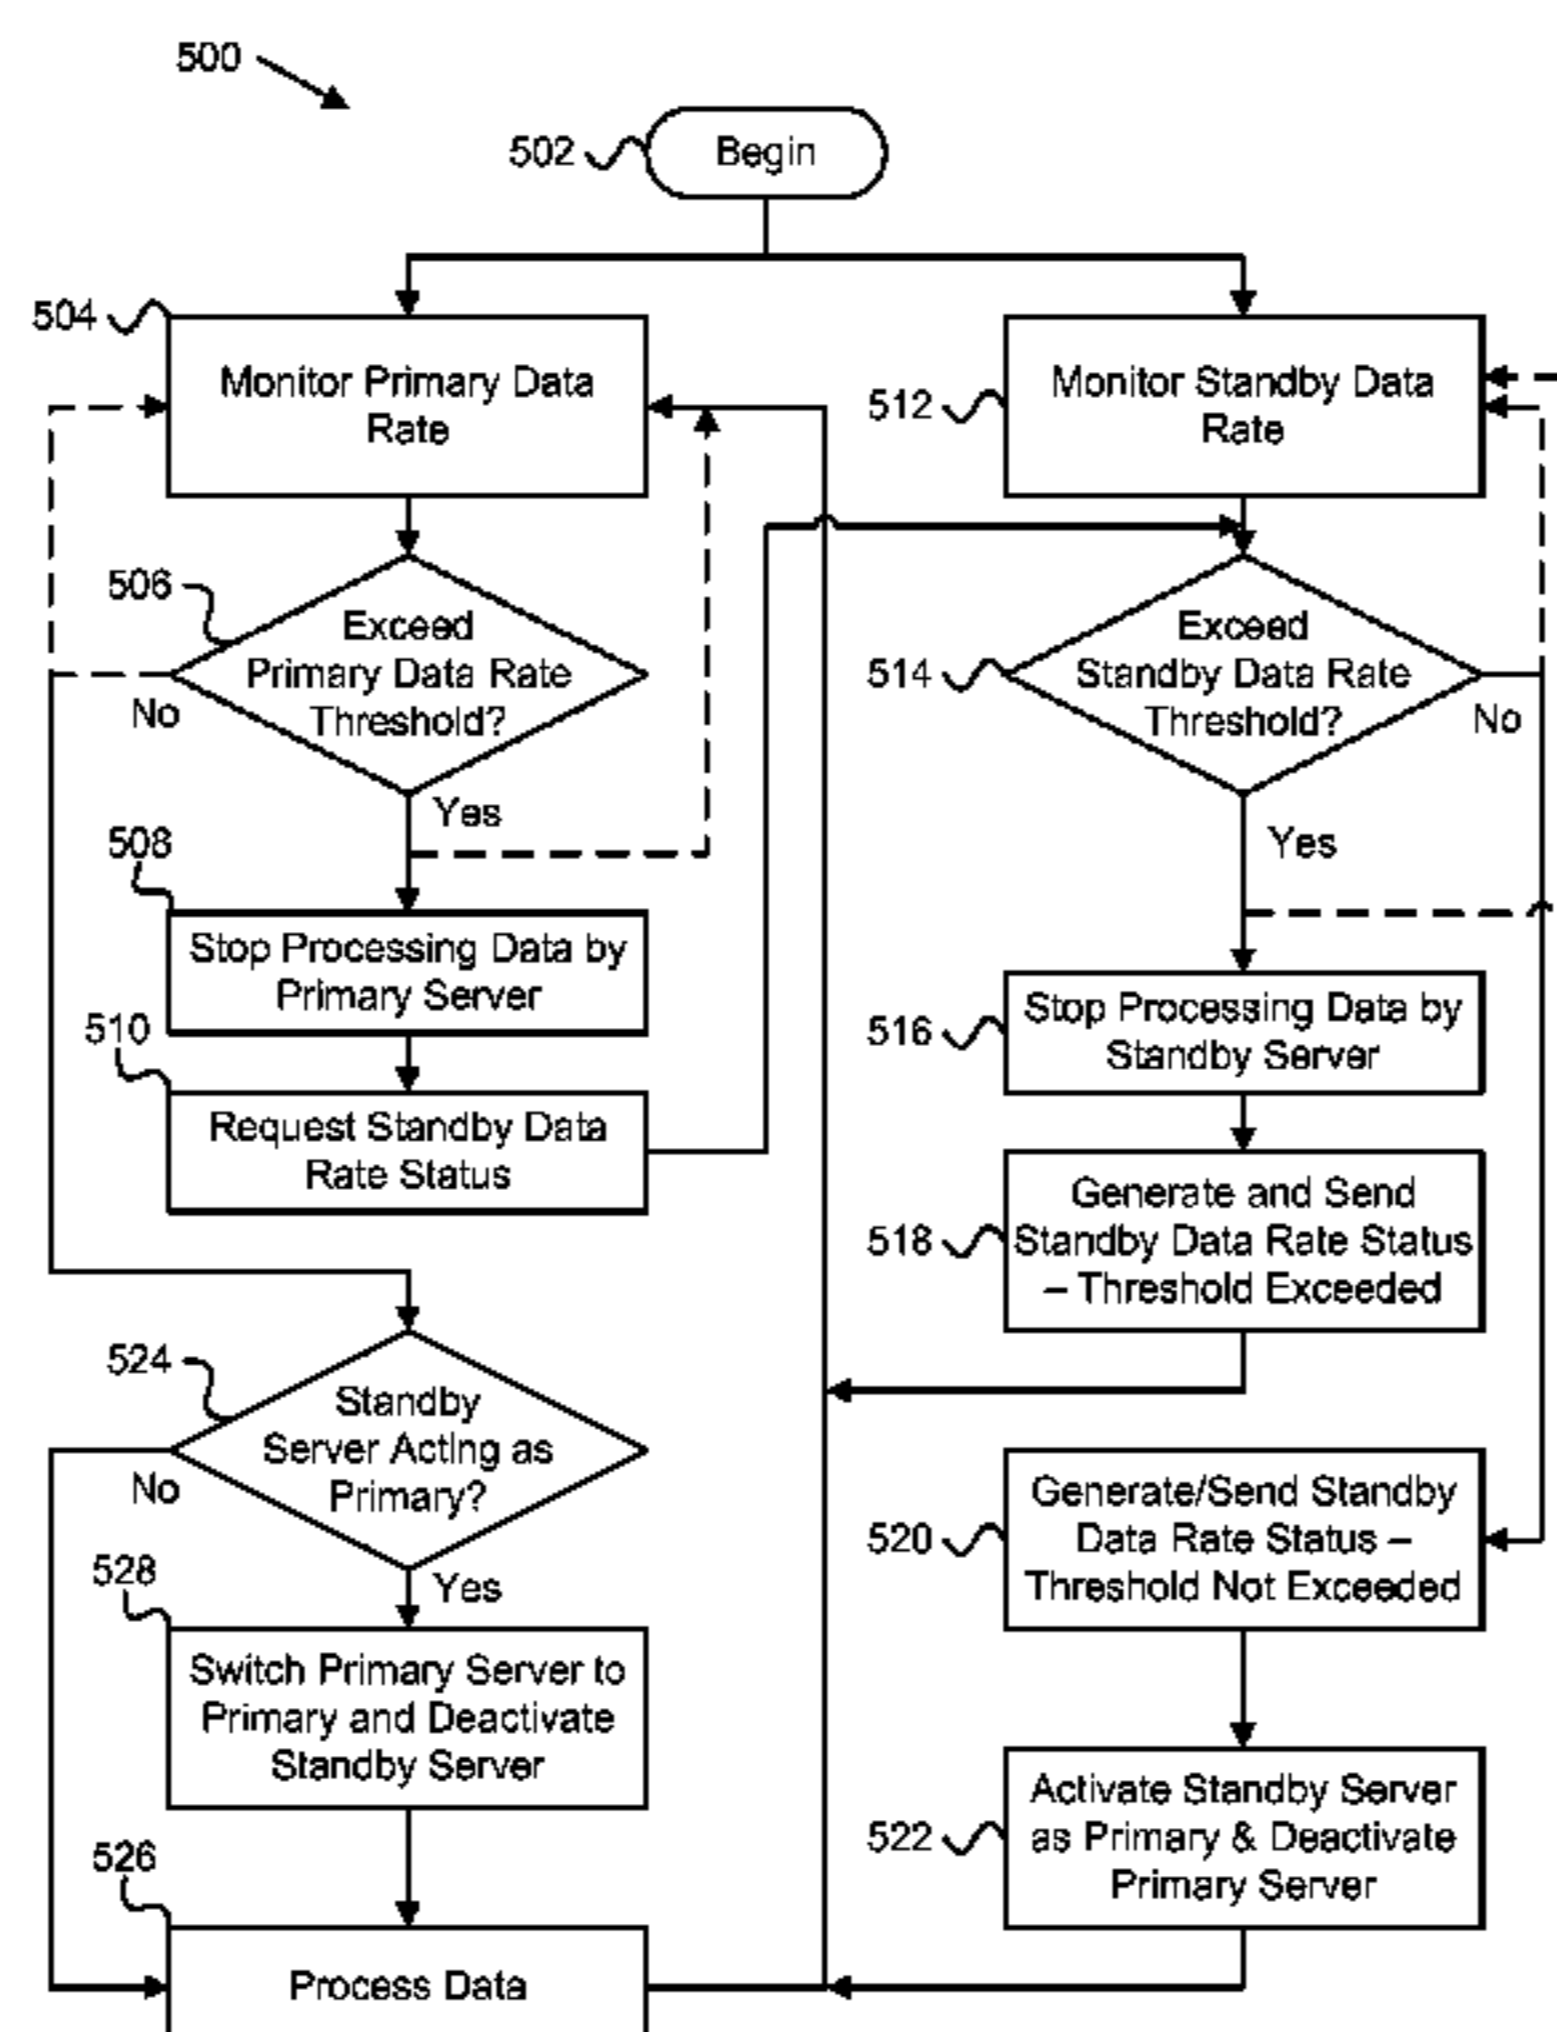 500
502
Begin
504
Monitor Primary Data
Rate
512
Monitor Standby Data
Rate
506
Exceed
Primary Data Rate
Threshold?
No
Yes
514
Exceed
Standby Data Rate
Threshold?
No
Yes
508
Stop Processing Data by
Primary Server
510
Request Standby Data
Rate Status
516
Stop Processing Data by
Standby Server
518
Generate and Send
Standby Data Rate Status
– Threshold Exceeded
524
Standby
Server Acting as
Primary?
No
Yes
520
Generate/Send Standby
Data Rate Status –
Threshold Not Exceeded
528
Switch Primary Server to
Primary and Deactivate
Standby Server
522
Activate Standby Server
as Primary & Deactivate
Primary Server
526
Process Data